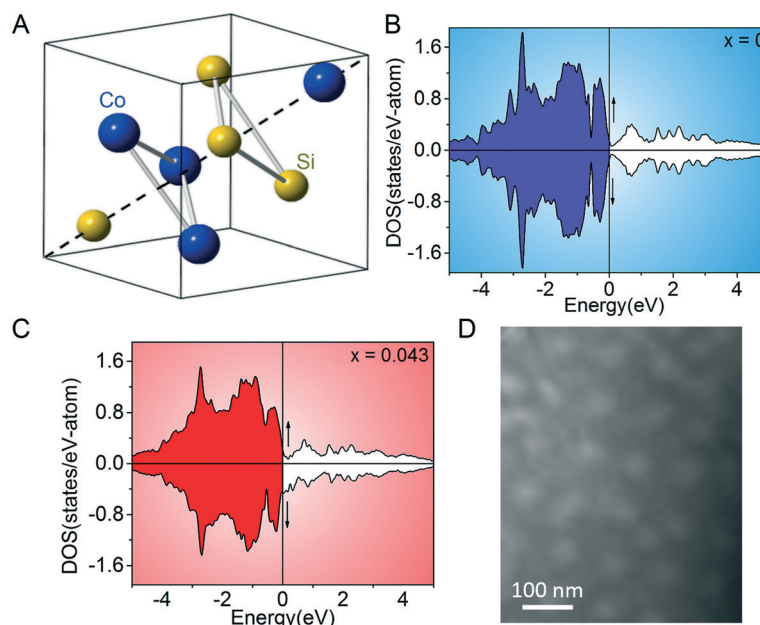 A
Co
Si
B
x = 0
DOS(states/eV-atom)
1.6
0.8
0.0
-0.8
-1.6
-4
-2
0
2
4
Energy(eV)
C
x = 0.043
DOS(states/eV-atom)
1.6
0.8
0.0
-0.8
-1.6
-4
-2
0
2
4
Energy(eV)
D
100 nm